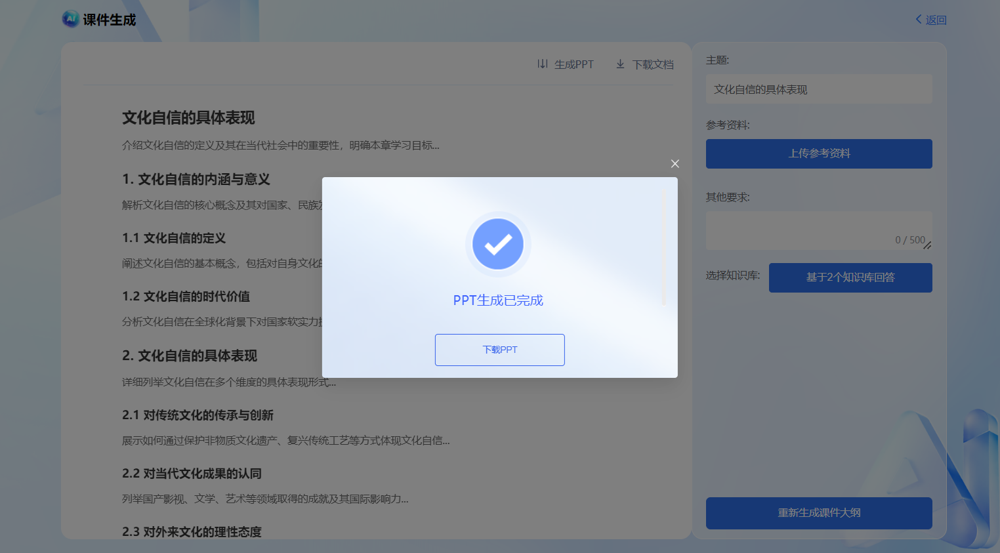 课件生成
返回
生成PPT
下载文档
文化自信的具体表现
介绍文化自信的定义及其在当代社会中的重要性，明确本章学习目标...
1. 文化自信的内涵与意义
解析文化自信的核心概念及其对国家、民族
1.1 文化自信的定义
阐述文化自信的基本概念，包括对自身文化
1.2 文化自信的时代价值
分析文化自信在全球化背景下对国家软实力
2. 文化自信的具体表现
详细列举文化自信在多个维度的具体表现形式...
2.1 对传统文化的传承与创新
展示如何通过保护非物质文化遗产、复兴传统工艺等方式体现文化自信...
2.2 对当代文化成果的认同
列举国产影视、文学、艺术等领域取得的成就及其国际影响力...
2.3 对外来文化的理性态度
PPT生成已完成
下载PPT
主题:
文化自信的具体表现
参考资料:
上传参考资料
其他要求:
0 / 500
选择知识库:
基于2个知识库回答
重新生成课件大纲